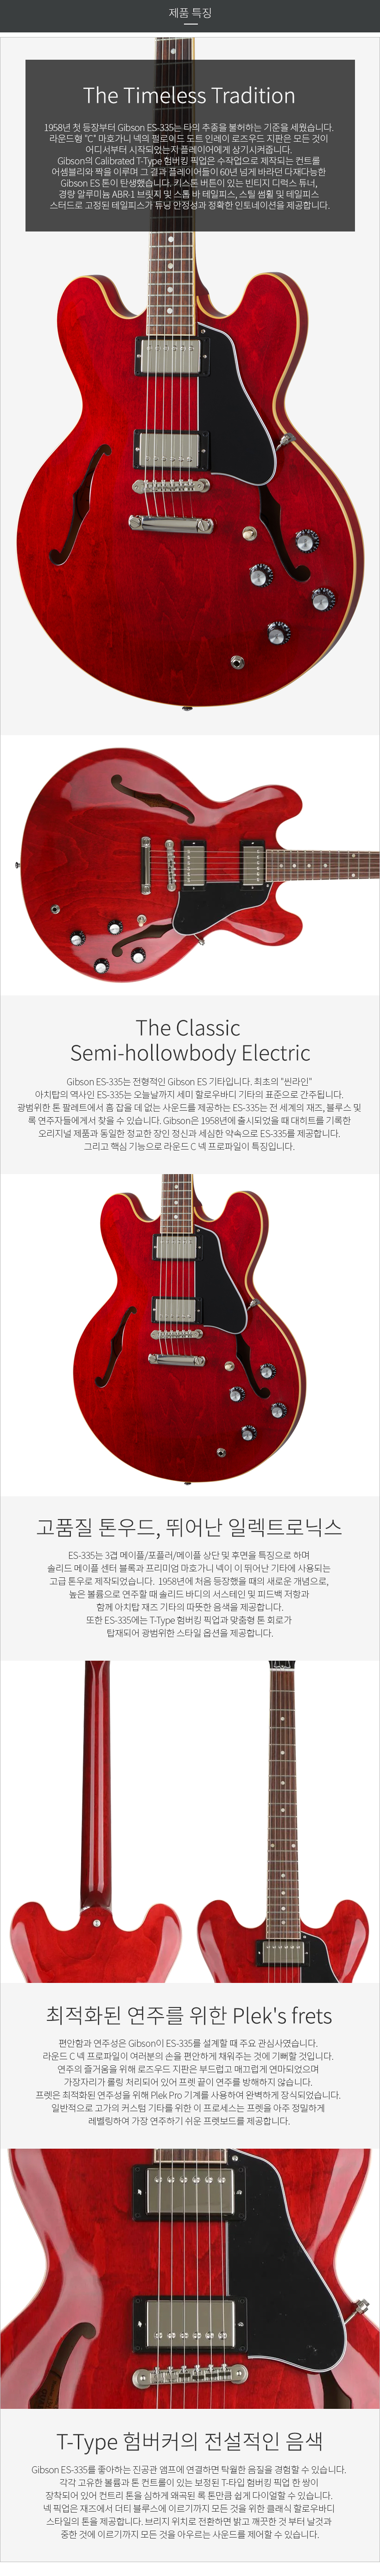 제품 특징
The Timeless Tradition
1958년 첫 등장부터 Gibson ES-335는 타의 추종을 불허하는 기준을 세웠습니다.
라운드형 "C" 마호가니 넥의 펄로이드 도트 인레이 로즈우드 지판은 모든 것이
어디서부터 시작되었는지 플레이어에게 상기시켜줍니다.
Gibson의 Calibrated T-Type 험버킹 픽업은 수작업으로 제작되는 컨트롤
어셈블리와 짝을 이루며 그 결과 플레이어들이 60년 넘게 바라던 다재다능한
Gibson ES 톤이 탄생했습니다. 키스톤 버튼이 있는 빈티지 디럭스 튜너,
경량 알루미늄 ABR-1 브릿지 및 스톱 바 테일피스, 스틸 썸휠 및 테일피스
스터드로 고정된 테일피스가 튜닝 안정성과 정확한 인토네이션을 제공합니다.
The Classic
Semi-hollowbody Electric
Gibson ES-335는 전형적인 Gibson ES 기타입니다. 최초의 "씬라인"
아치탑의 역사인 ES-335는 오늘날까지 세미 할로우바디 기타의 표준으로 간주됩니다.
광범위한 톤 팔레트에서 흠 잡을 데 없는 사운드를 제공하는 ES-335는 전 세계의 재즈, 블루스 및
록 연주자들에게서 찾을 수 있습니다. Gibson은 1958년에 출시되었을 때 대히트를 기록한
오리지널 제품과 동일한 정교한 장인 정신과 세심한 약속으로 ES-335를 제공합니다.
그리고 핵심 기능으로 라운드 C 넥 프로파일이 특징입니다.
고품질 톤우드, 뛰어난 일렉트로닉스
ES-335는 3겹 메이플/포플러/메이플 상단 및 후면을 특징으로 하며
솔리드 메이플 센터 블록과 프리미엄 마호가니 넥이 이 뛰어난 기타에 사용되는
고급 톤우로 제작되었습니다. 1958년에 처음 등장했을 때의 새로운 개념으로,
높은 볼륨으로 연주할 때 솔리드 바디의 서스테인 및 피드백 저항과
함께 아치탑 재즈 기타의 따뜻한 음색을 제공합니다.
또한 ES-335에는 T-Type 험버킹 픽업과 맞춤형 톤 회로가
탑재되어 광범위한 스타일 옵션을 제공합니다.
최적화된 연주를 위한 Plek's frets
편안함과 연주성은 Gibson이 ES-335를 설계할 때 주요 관심사였습니다.
라운드 C 넥 프로파일이 여러분의 손을 편안하게 채워주는 것에 기뻐할 것입니다.
연주의 즐거움을 위해 로즈우드 지판은 부드럽고 매끄럽게 연마되었으며
가장자리가 롤링 처리되어 있어 프렛 끝이 연주를 방해하지 않습니다.
프렛은 최적화된 연주성을 위해 Plek Pro 기계를 사용하여 완벽하게 장식되었습니다.
일반적으로 고가의 커스텀 기타를 위한 이 프로세스는 프렛을 아주 정밀하게
레벨링하여 가장 연주하기 쉬운 프렛보드를 제공합니다.
T-Type 험버커의 전설적인 음색
Gibson ES-335를 좋아하는 진공관 앰프에 연결하면 탁월한 음질을 경험할 수 있습니다.
각각 고유한 볼륨과 톤 컨트롤이 있는 보정된 T-타입 험버킹 픽업 한 쌍이
장착되어 있어 컨트리 톤을 심하게 왜곡된 록 톤만큼 쉽게 다이얼할 수 있습니다.
넥 픽업은 재즈에서 더티 블루스에 이르기까지 모든 것을 위한 클래식 할로우바디
스타일의 톤을 제공합니다. 브리지 위치로 전환하면 밝고 깨끗한 것 부터 날것과
중한 것에 이르기까지 모든 것을 아우르는 사운드를 제어할 수 있습니다.